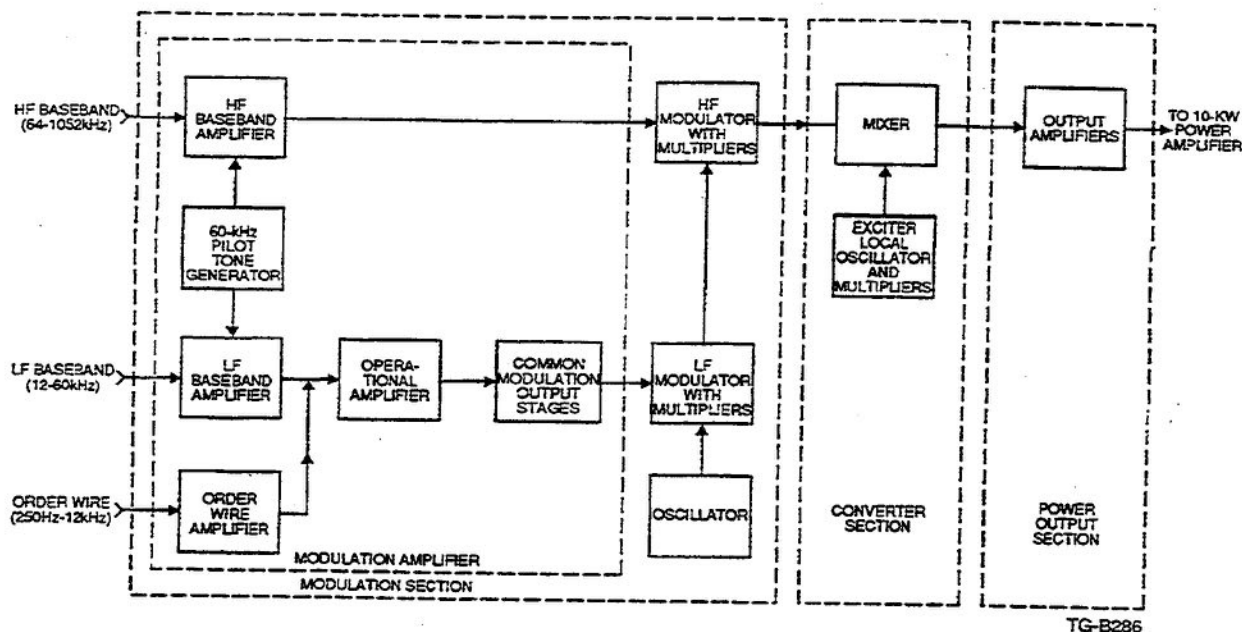 HF BASEBAND
(64-1052kHz)
HF
BASEBAND
AMPLIFIER
HF
MODULATOR
WITH
MULTIPLIERS
MIXER
OUTPUT
AMPLIFIERS
TO 10-KW
POWER
AMPLIFIER
60-kHz
PILOT
TONE
GENERATOR
EXCITER
LOCAL
OSCILLATOR
AND
MULTIPLIERS
LF BASEBAND
(12-60kHz)
LF
BASEBAND
AMPLIFIER
OPERA-
TIONAL
AMPLIFIER
COMMON
MODULATION
OUTPUT
STAGES
LF
MODULATOR
WITH
MULTIPLIERS
ORDER WIRE
(250Hz-12kHz)
ORDER
WIRE
AMPLIFIER
OSCILLATOR
CONVERTER
SECTION
POWER
OUTPUT
SECTION
MODULATION AMPLIFIER
MODULATION SECTION
TG-B286